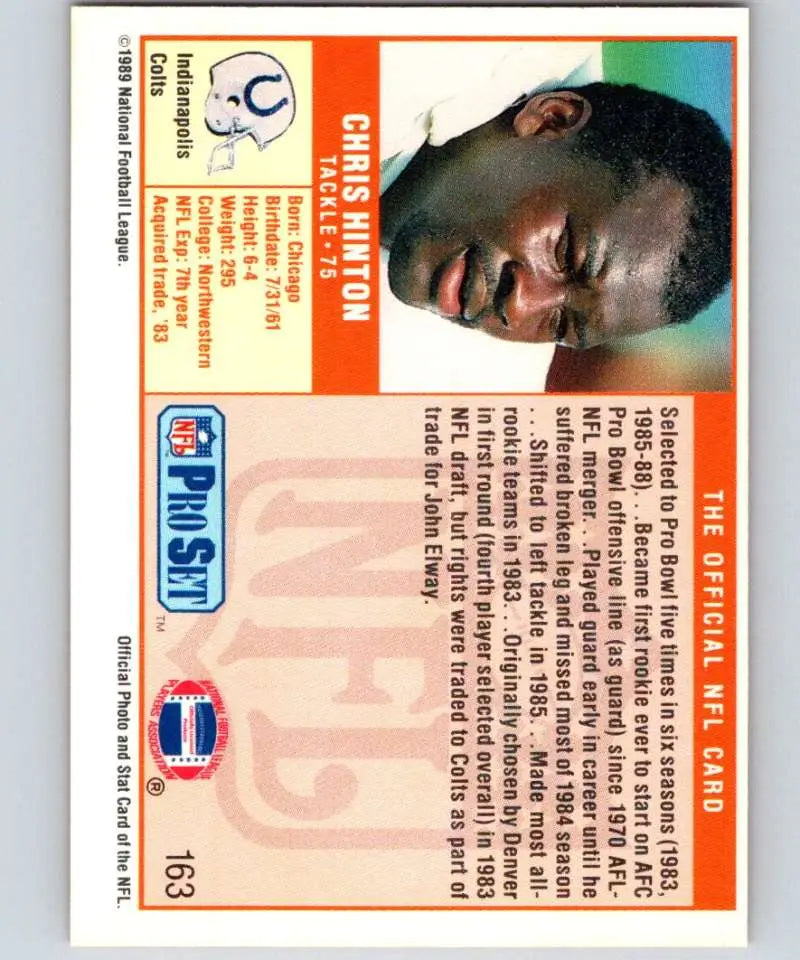 THE OFFICIAL NFL CARD
CHRIS HINTON
TACKLE • 75
Indianapolis
Colts
Born: Chicago
Birthdate: 7/31/61
Height: 6-4
Weight: 295
College: Northwestern
NFL Exp: 7th year
Acquired trade, '83
Selected to Pro Bowl five times in six seasons (1983,
1985-88). . .Became first rookie ever to start on AFC
Pro Bowl offensive line (as guard) since 1970 AFL-
NFL merger. . .Played guard early in career until he
suffered broken leg and missed most of 1984 season
. . .Shifted to left tackle in 1985. . .Made most all-
rookie teams in 1983. . .Originally chosen by Denver
in first round (fourth player selected overall) in 1983
NFL draft, but rights were traded to Colts as part of
trade for John Elway.
NFL
NFL
PRO SET
TM
NATIONAL FOOTBALL LEAGUE
PLAYERS ASSOCIATION
®
163
©1989 National Football League.
Official Photo and Stat Card of the NFL.